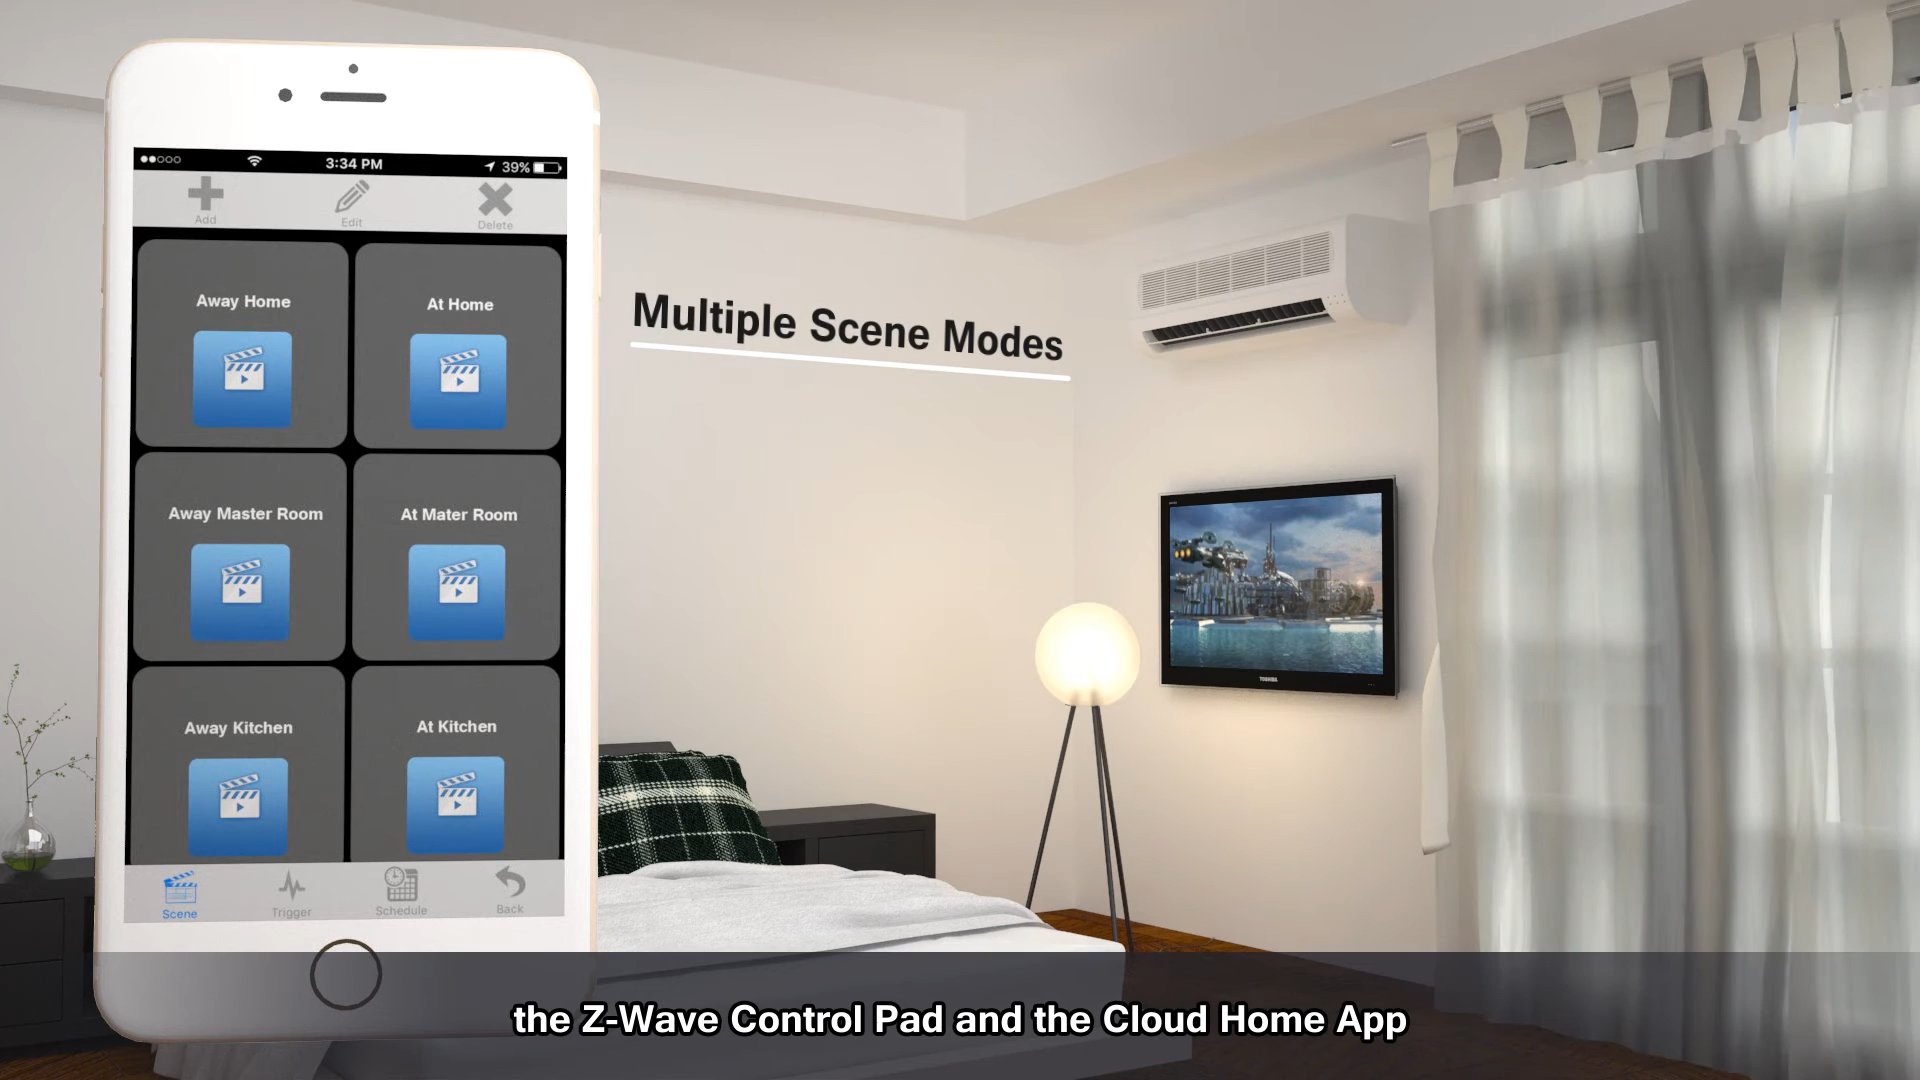 3:34 PM
39%
Add
Edit
Delete
Away Home
At Home
Multiple Scene Modes
Away Master Room
At Mater Room
Away Kitchen
At Kitchen
TOSHIBA
Scene
Trigger
Schedule
Back
the Z-Wave Control Pad and the Cloud Home App